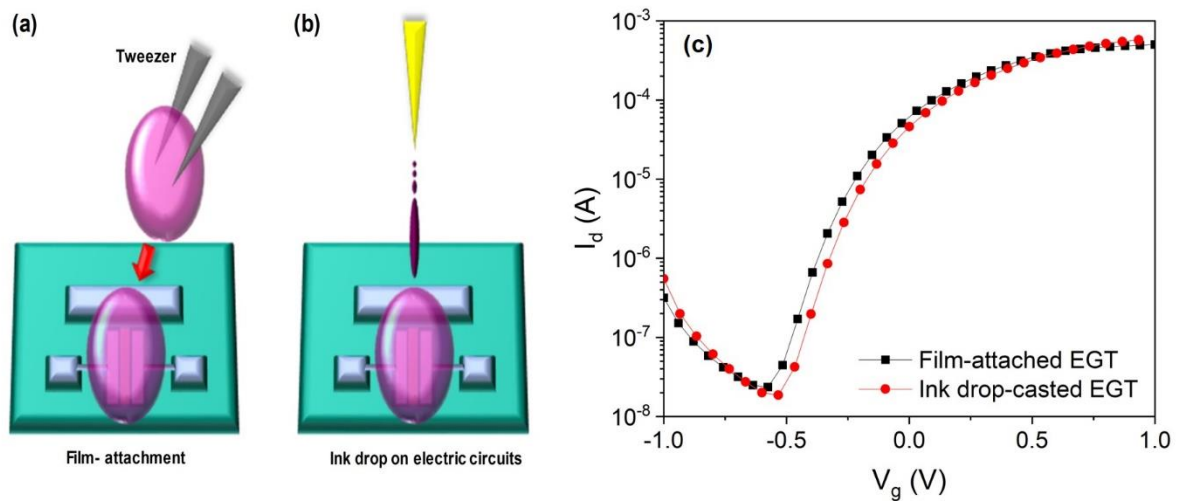 (a)
Tweezer
Film- attachment
(b)
Ink drop on electric circuits
(c)
10⁻³
10⁻⁴
10⁻⁵
10⁻⁶
10⁻⁷
10⁻⁸
I_d (A)
Film-attached EGT
Ink drop-casted EGT
-1.0 -0.5 0.0 0.5 1.0
V_g (V)